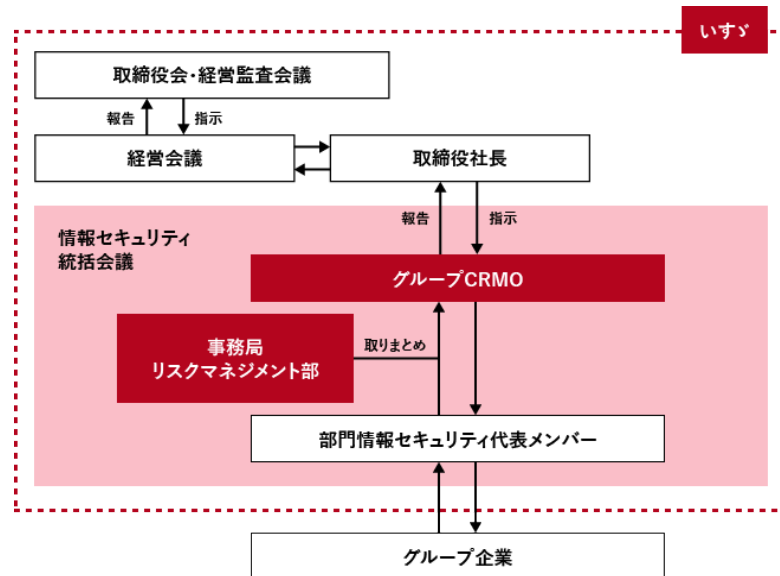 いすゞ
取締役会・経営監査会議
報告
指示
経営会議
取締役社長
報告
指示
情報セキュリティ
統括会議
グループCRMO
事務局
リスクマネジメント部
取りまとめ
部門情報セキュリティ代表メンバー
グループ企業